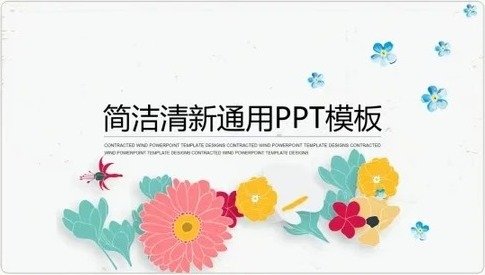 简洁清新通用PPT模板
CONTRACTED WIND POWERPOINT TEMPLATE DESIGNS CONTRACTED WIND POWERPOINT TEMPLATE DESIGNS CONTRACTED
WIND POWERPOINT TEMPLATE DESIGNS CONTRACTED WIND POWERPOINT TEMPLATE DESIGNS